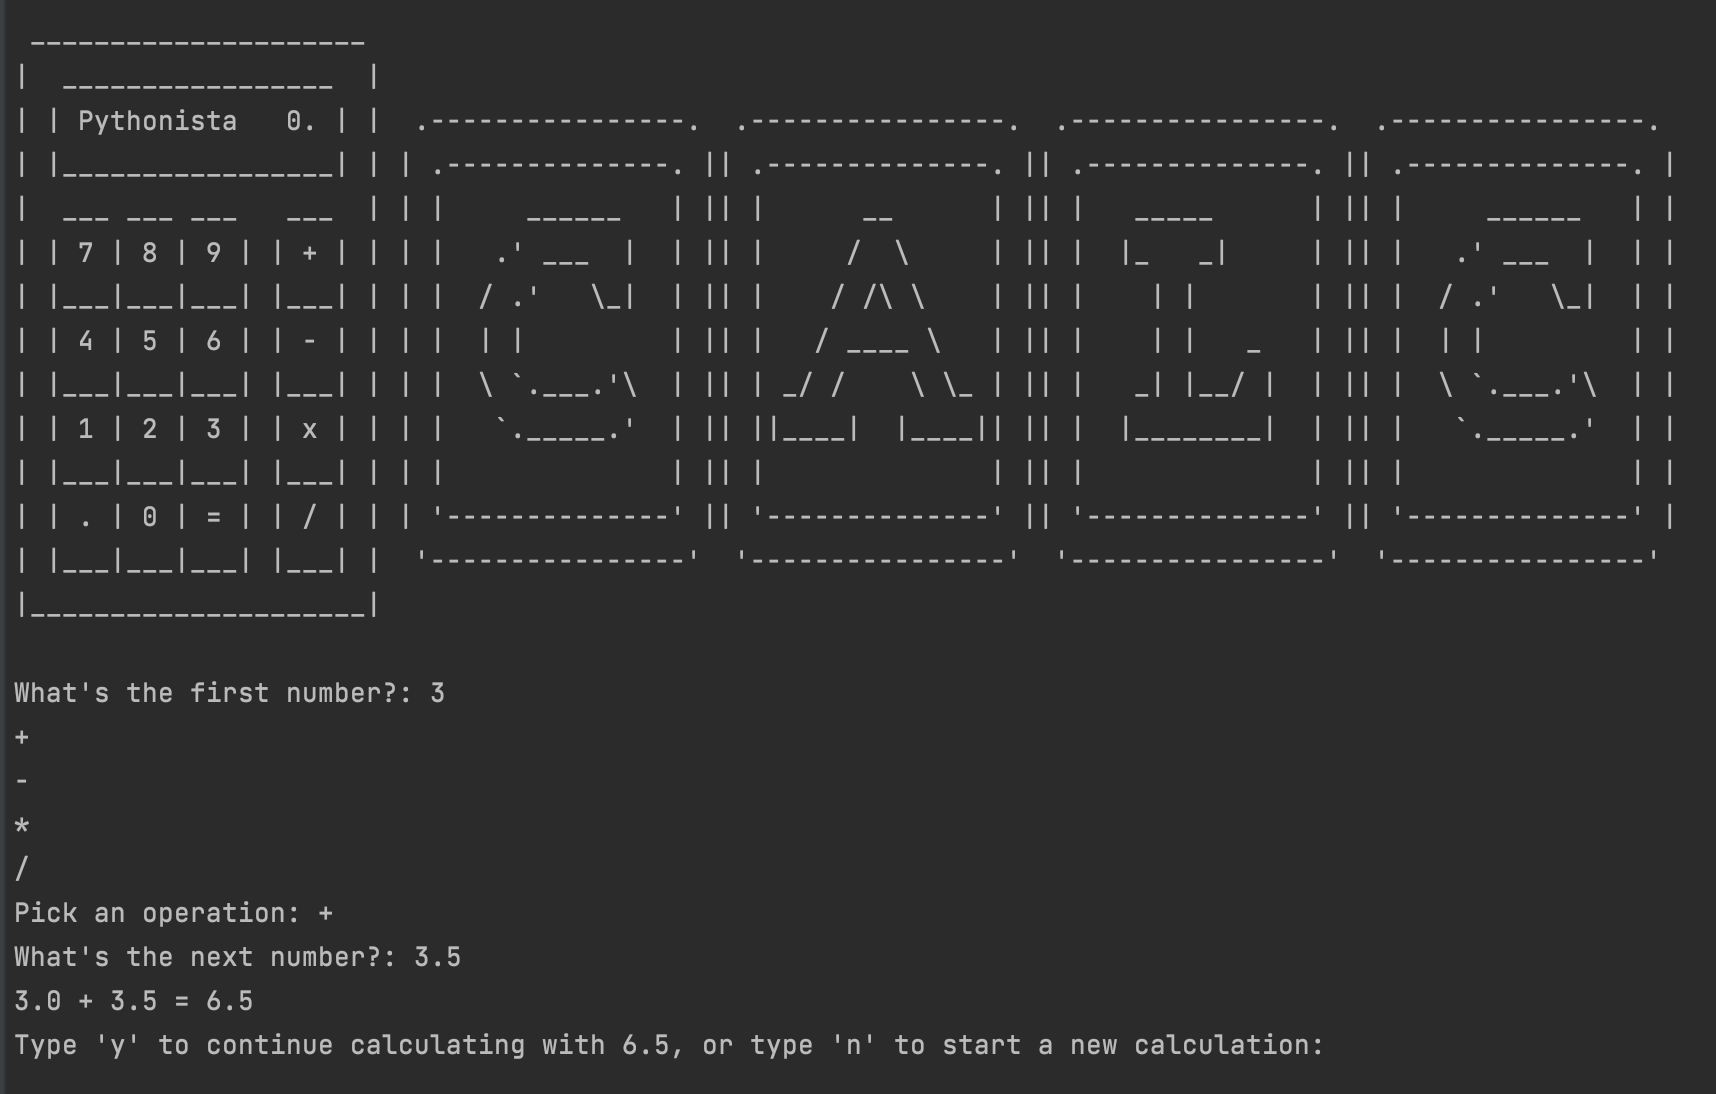 _____________________
|  _________________  |
| | Pythonista   0. | |  .----------------.  .----------------.  .----------------.  .----------------.
| |_________________| | | .--------------. || .--------------. || .--------------. || .--------------. |
|  ___ ___ ___   ___  | | |     ______   | || |      __      | || |   _____      | || |     ______   | |
| | 7 | 8 | 9 | | + | | | |   .' ___  |  | || |     /  \     | || |  |_   _|     | || |   .' ___  |  | |
| |___|___|___| |___| | | |  / .'   \_|  | || |    / /\ \    | || |    | |       | || |  / .'   \_|  | |
| | 4 | 5 | 6 | | - | | | |  | |         | || |   / ____ \   | || |    | |   _   | || |  | |         | |
| |___|___|___| |___| | | |  \ `.___.'\  | || | _/ /    \ \_ | || |   _| |__/ |  | || |  \ `.___.'\  | |
| | 1 | 2 | 3 | | x | | | |   `._____.'  | || ||____|  |____|| || |  |________|  | || |   `._____.'  | |
| |___|___|___| |___| | | |              | || |              | || |              | || |              | |
| | . | 0 | = | | / | | | '--------------' || '--------------' || '--------------' || '--------------' |
| |___|___|___| |___| |  '----------------'  '----------------'  '----------------'  '----------------'
|_____________________|
What's the first number?: 3
+
-
*
/
Pick an operation: +
What's the next number?: 3.5
3.0 + 3.5 = 6.5
Type 'y' to continue calculating with 6.5, or type 'n' to start a new calculation: